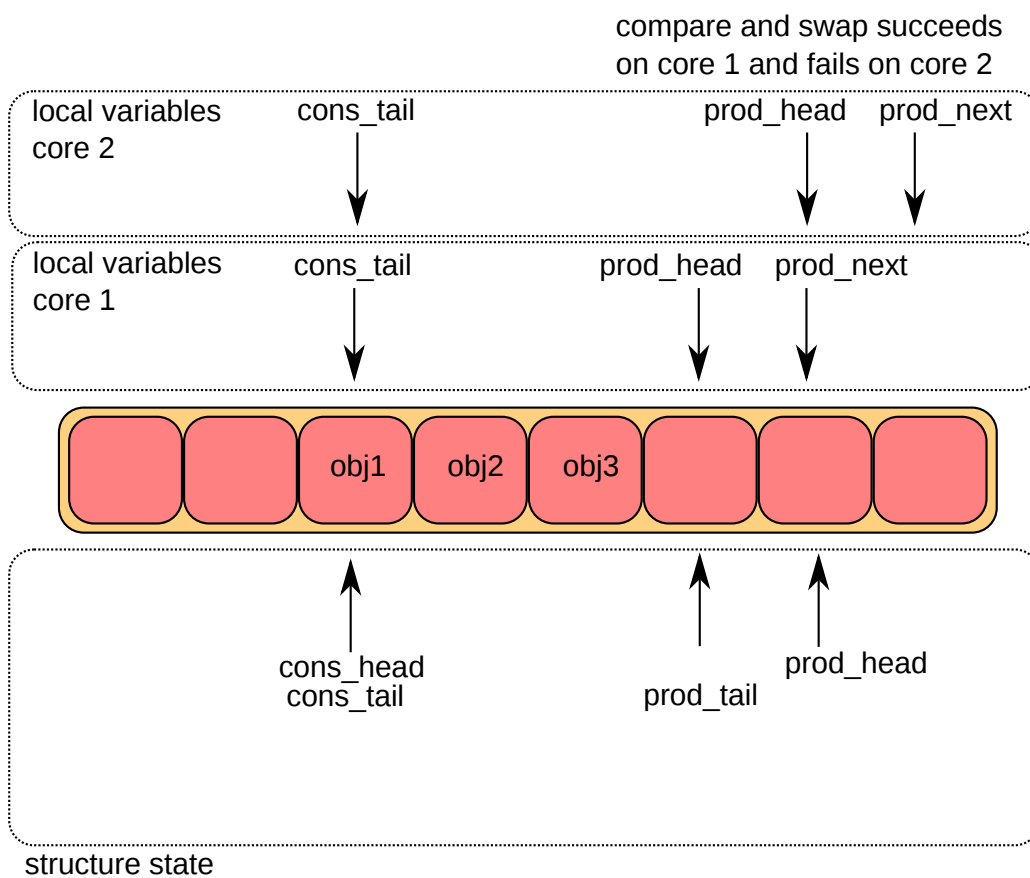 compare and swap succeeds
on core 1 and fails on core 2
local variables
core 2
cons_tail
prod_head
prod_next
local variables
core 1
cons_tail
prod_head
prod_next
obj1
obj2
obj3
cons_head
cons_tail
prod_tail
prod_head
structure state